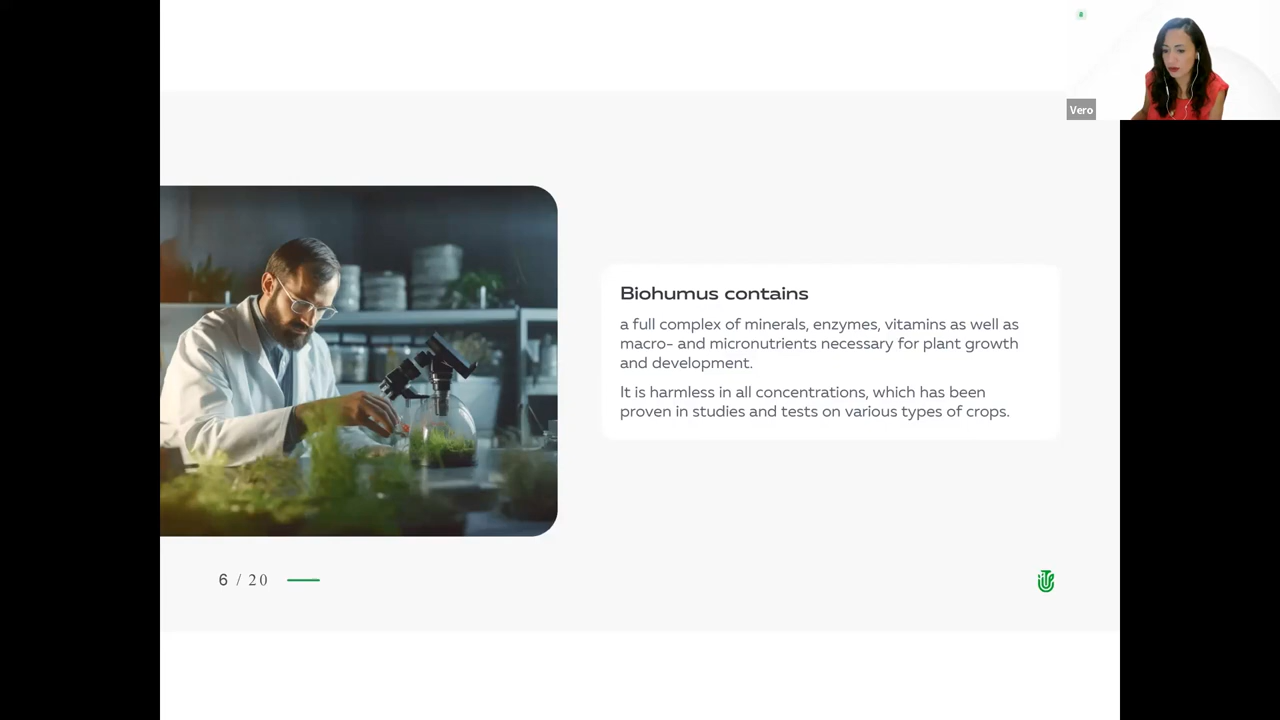 Vero
Biohumus contains
a full complex of minerals, enzymes, vitamins as well as
macro- and micronutrients necessary for plant growth
and development.
It is harmless in all concentrations, which has been
proven in studies and tests on various types of crops.
6 / 20